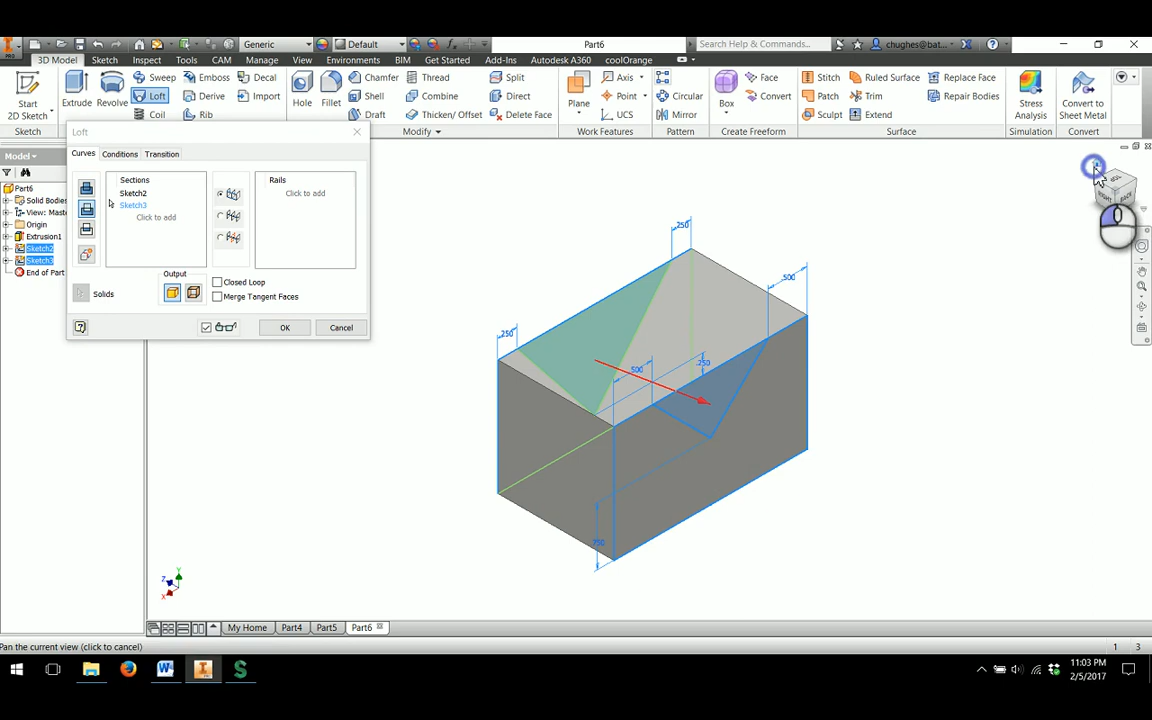 PRO
Generic
Default
Part6
Search Help & Commands...
chughes@bat...
3D Model Sketch Inspect Tools CAM Manage View Environments BIM Get Started Add-Ins Autodesk A360 coolOrange
Sweep Emboss Decal Chamfer Thread Split Axis Face Stitch Ruled Surface Replace Face
Start 2D Sketch Extrude Revolve Loft Derive Import Hole Fillet Shell Combine Direct Plane Point Circular Box Convert Patch Trim Repair Bodies Stress Analysis Convert to Sheet Metal
Coil Rib Draft Thicken/ Offset Delete Face UCS Mirror Sculpt Extend
Sketch Modify Work Features Pattern Create Freeform Surface Simulation Convert
Loft
Curves Conditions Transition
Sections
Sketch2
Sketch3
Click to add
Rails
Click to add
Output
Solids
Closed Loop
Merge Tangent Faces
OK
Cancel
Model
Part6
Solid Bodies
View: Mas
Origin
Extrusion1
Sketch2
Sketch3
End of Part
.250
.500
.250
.500
.250
.750
RIGHT
BACK
X
Y
Z
My Home Part4 Part5 Part6
Pan the current view (click to cancel)
1 3
11:03 PM
2/5/2017